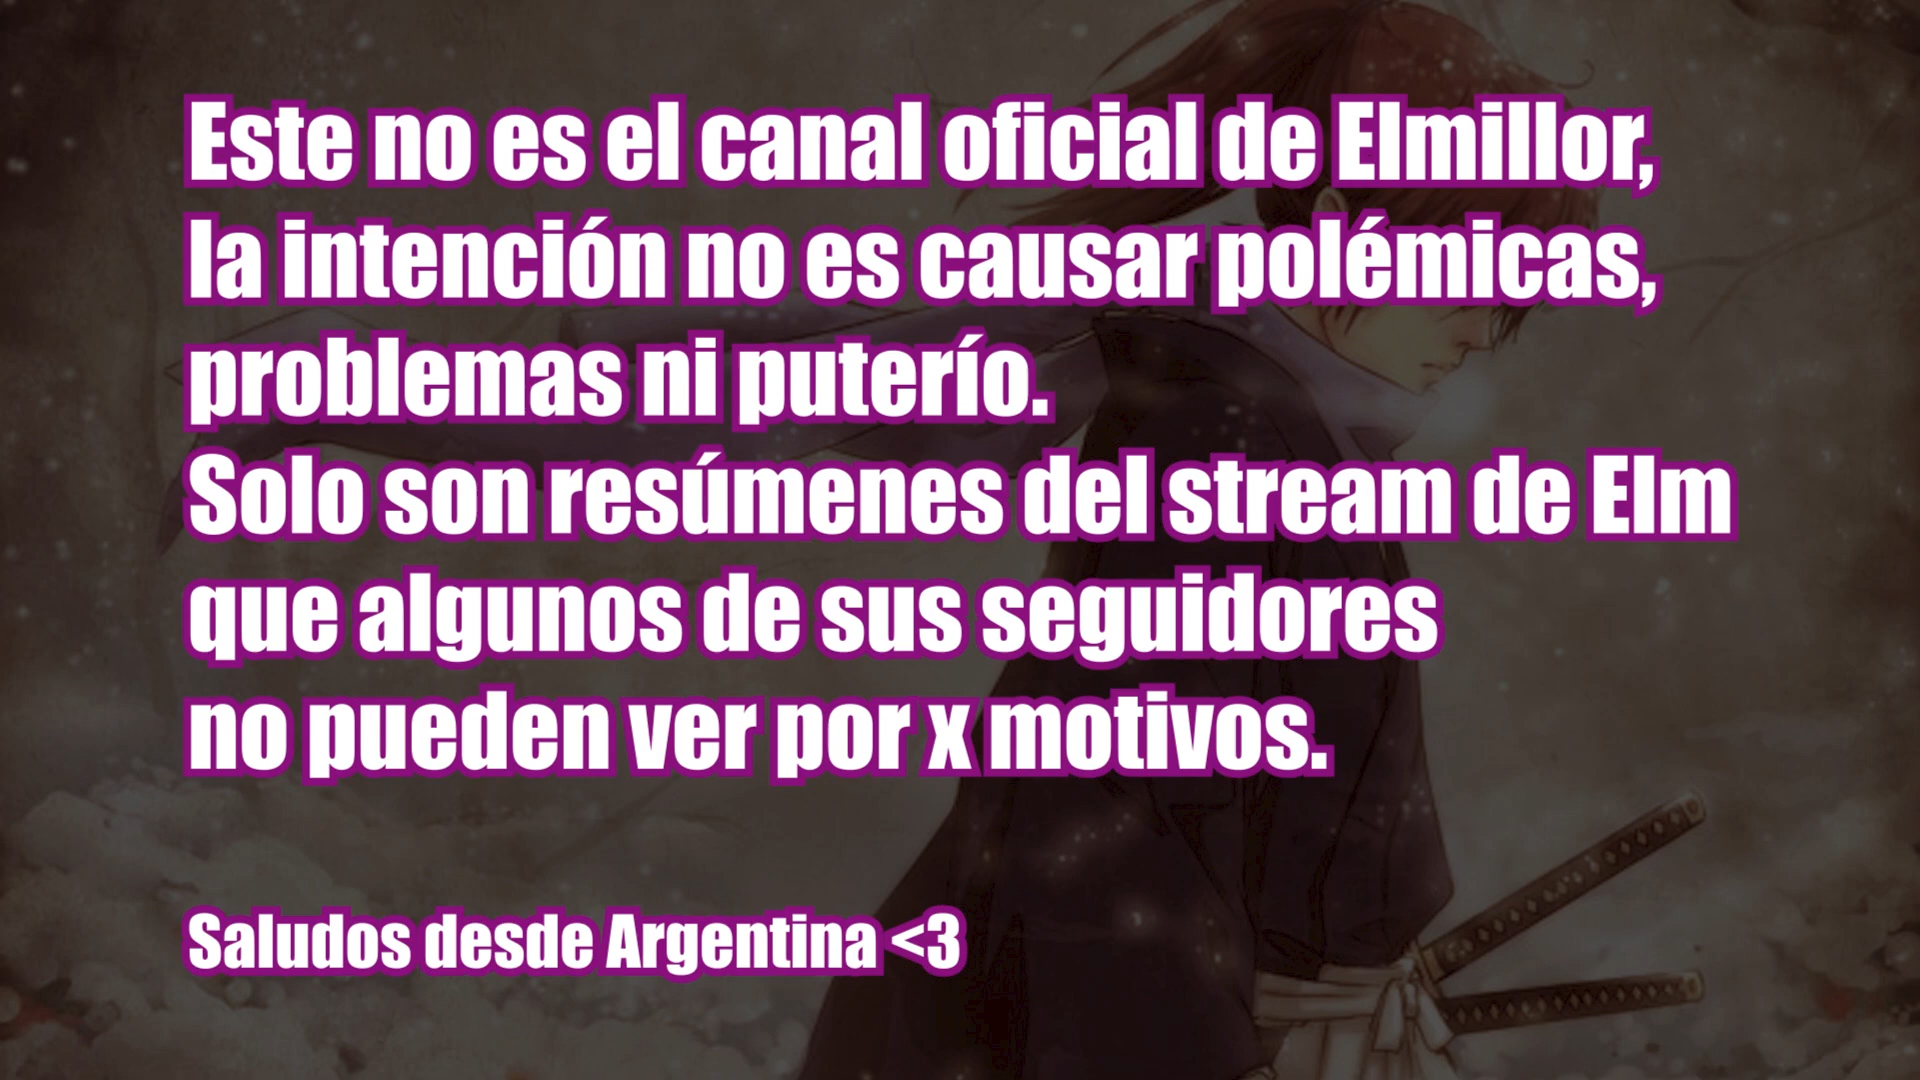 Este no es el canal oficial de Elmillor,
la intención no es causar polémicas,
problemas ni puterío.
Solo son resúmenes del stream de Elm
que algunos de sus seguidores
no pueden ver por x motivos.
Saludos desde Argentina <3